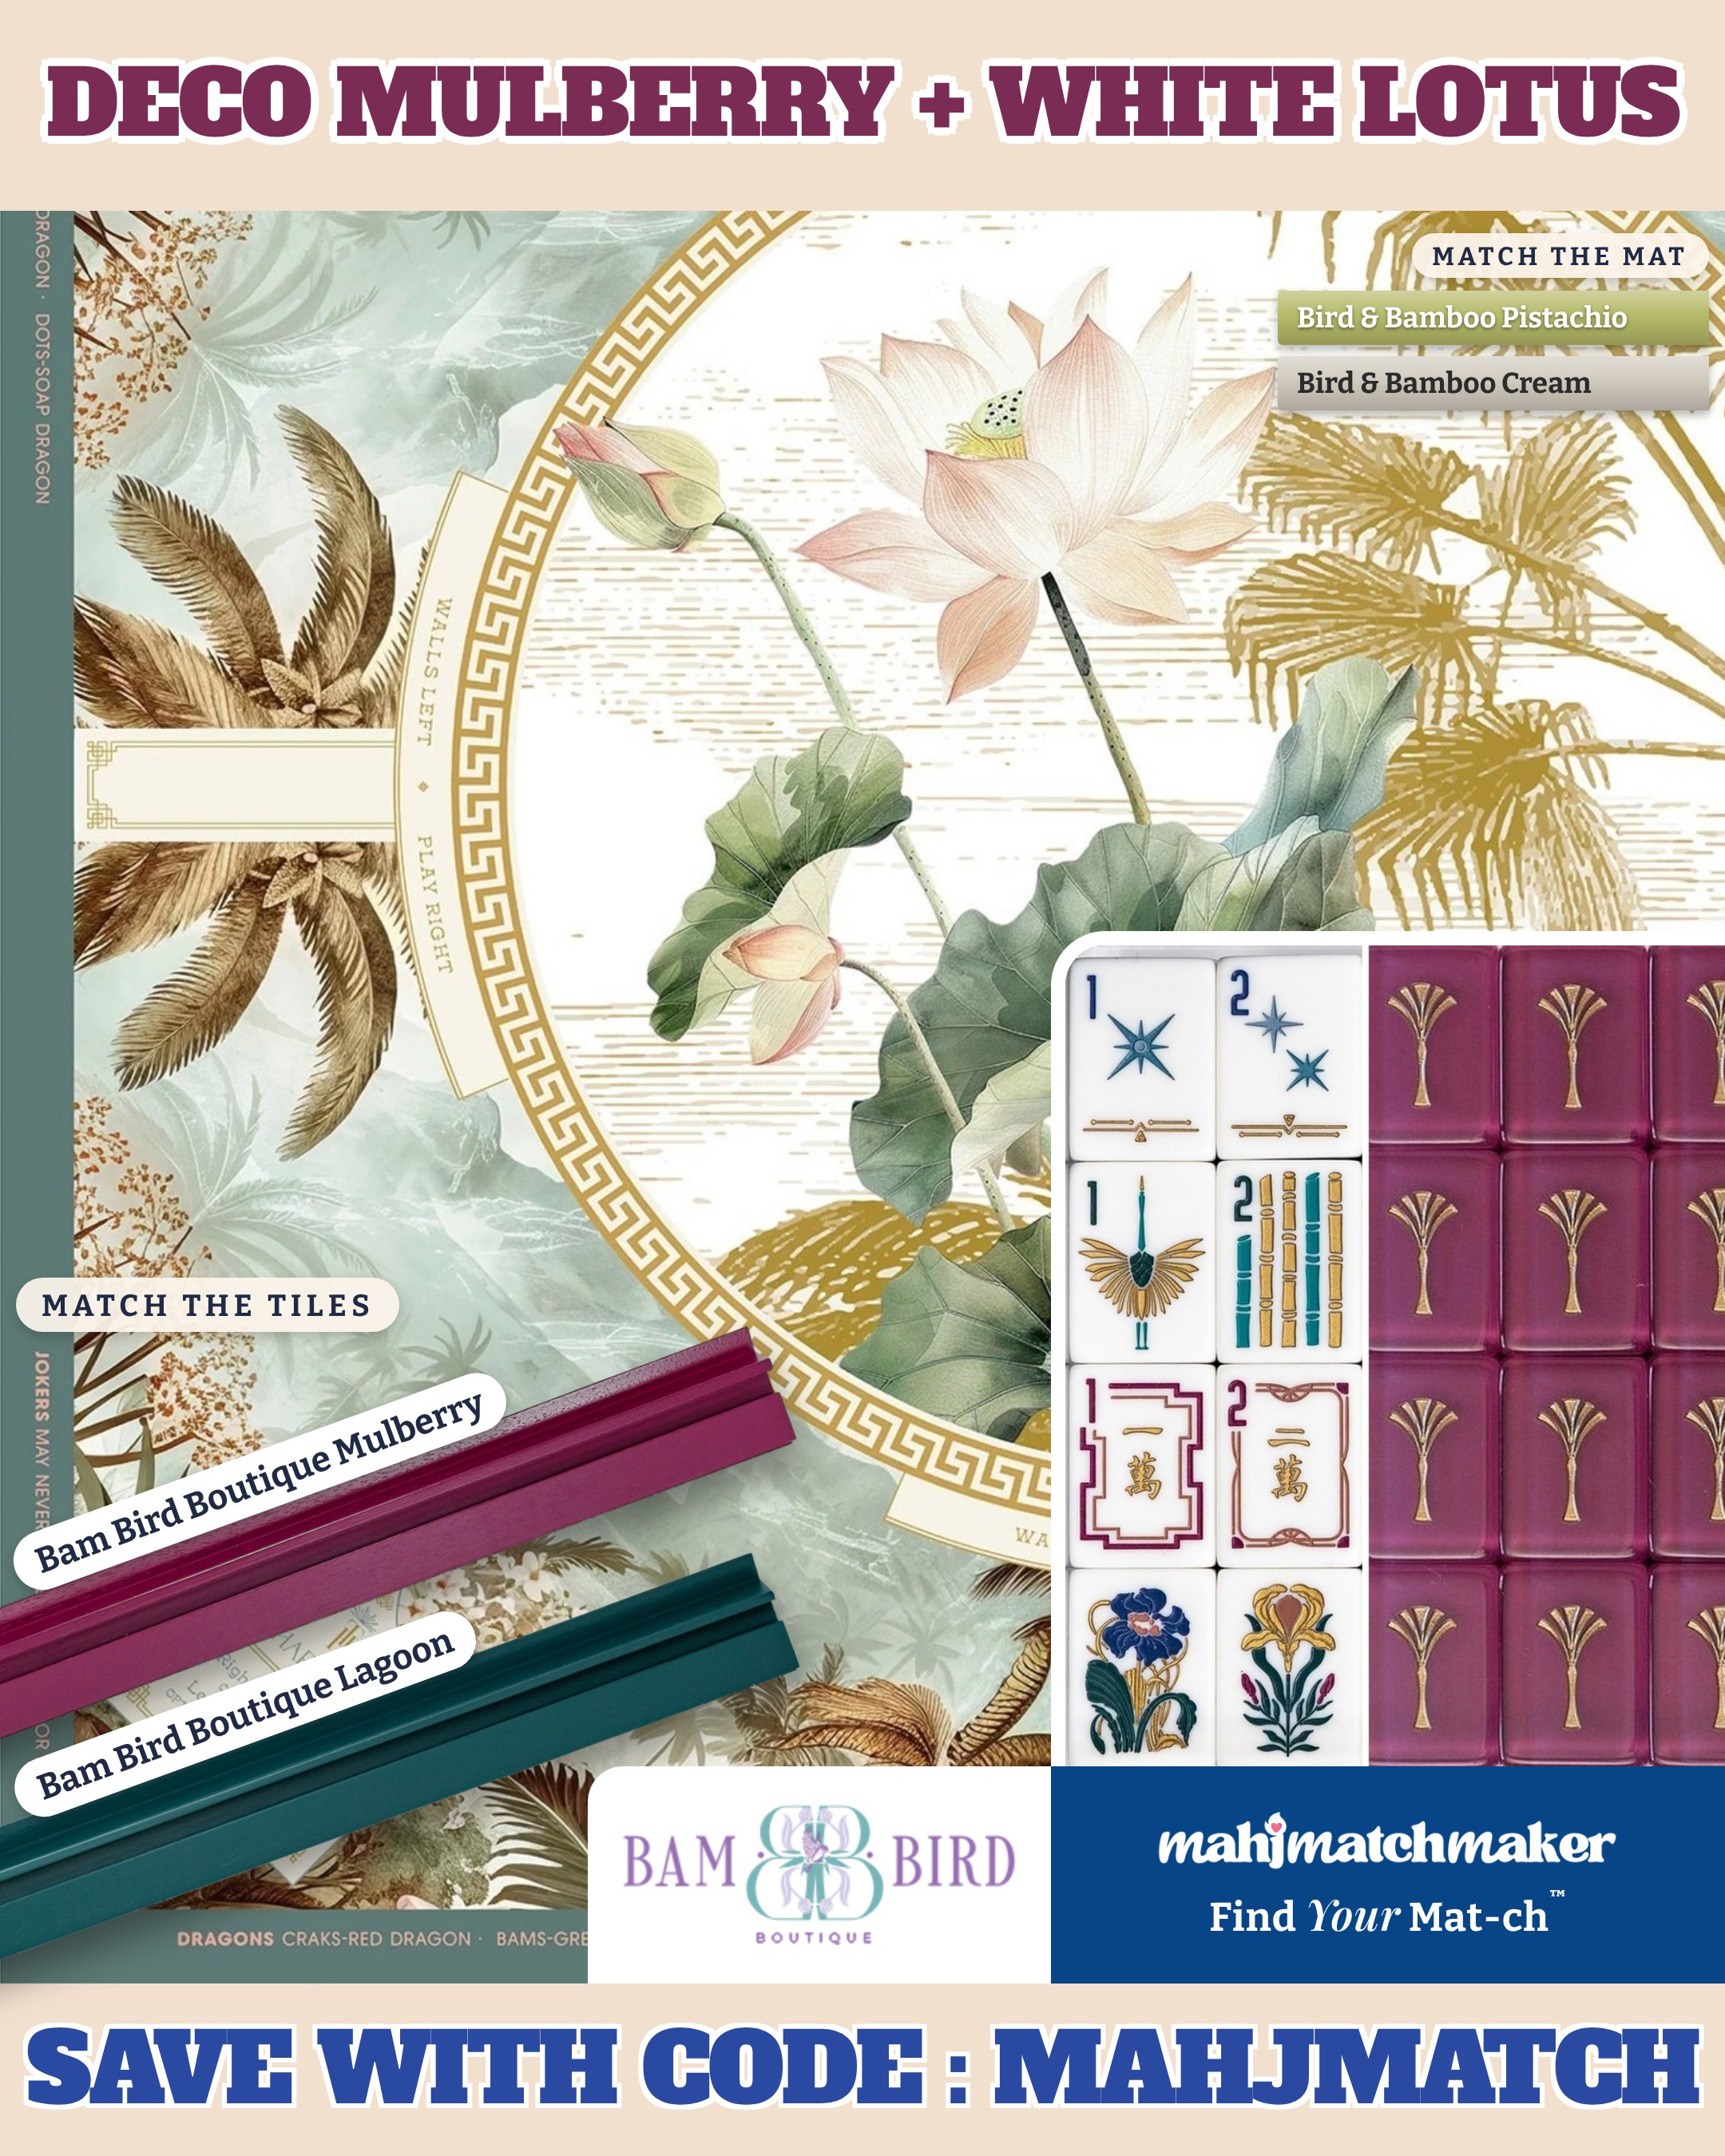 DECO MULBERRY + WHITE LOTUS
DRAGON · DOTS-SOAP DRAGON
MATCH THE MAT
Bird & Bamboo Pistachio
Bird & Bamboo Cream
WALLS LEFT ◆ PLAY RIGHT
1
2
1
2
1
一萬
2
二萬
MATCH THE TILES
JOKERS MAY NEVER
Bam Bird Boutique Mulberry
Bam Bird Boutique Lagoon
WA
OR
DRAGONS CRAKS-RED DRAGON · BAMS-GRE
BAM BIRD
BOUTIQUE
mahjmatchmaker
Find Your Mat-ch™
SAVE WITH CODE : MAHJMATCH